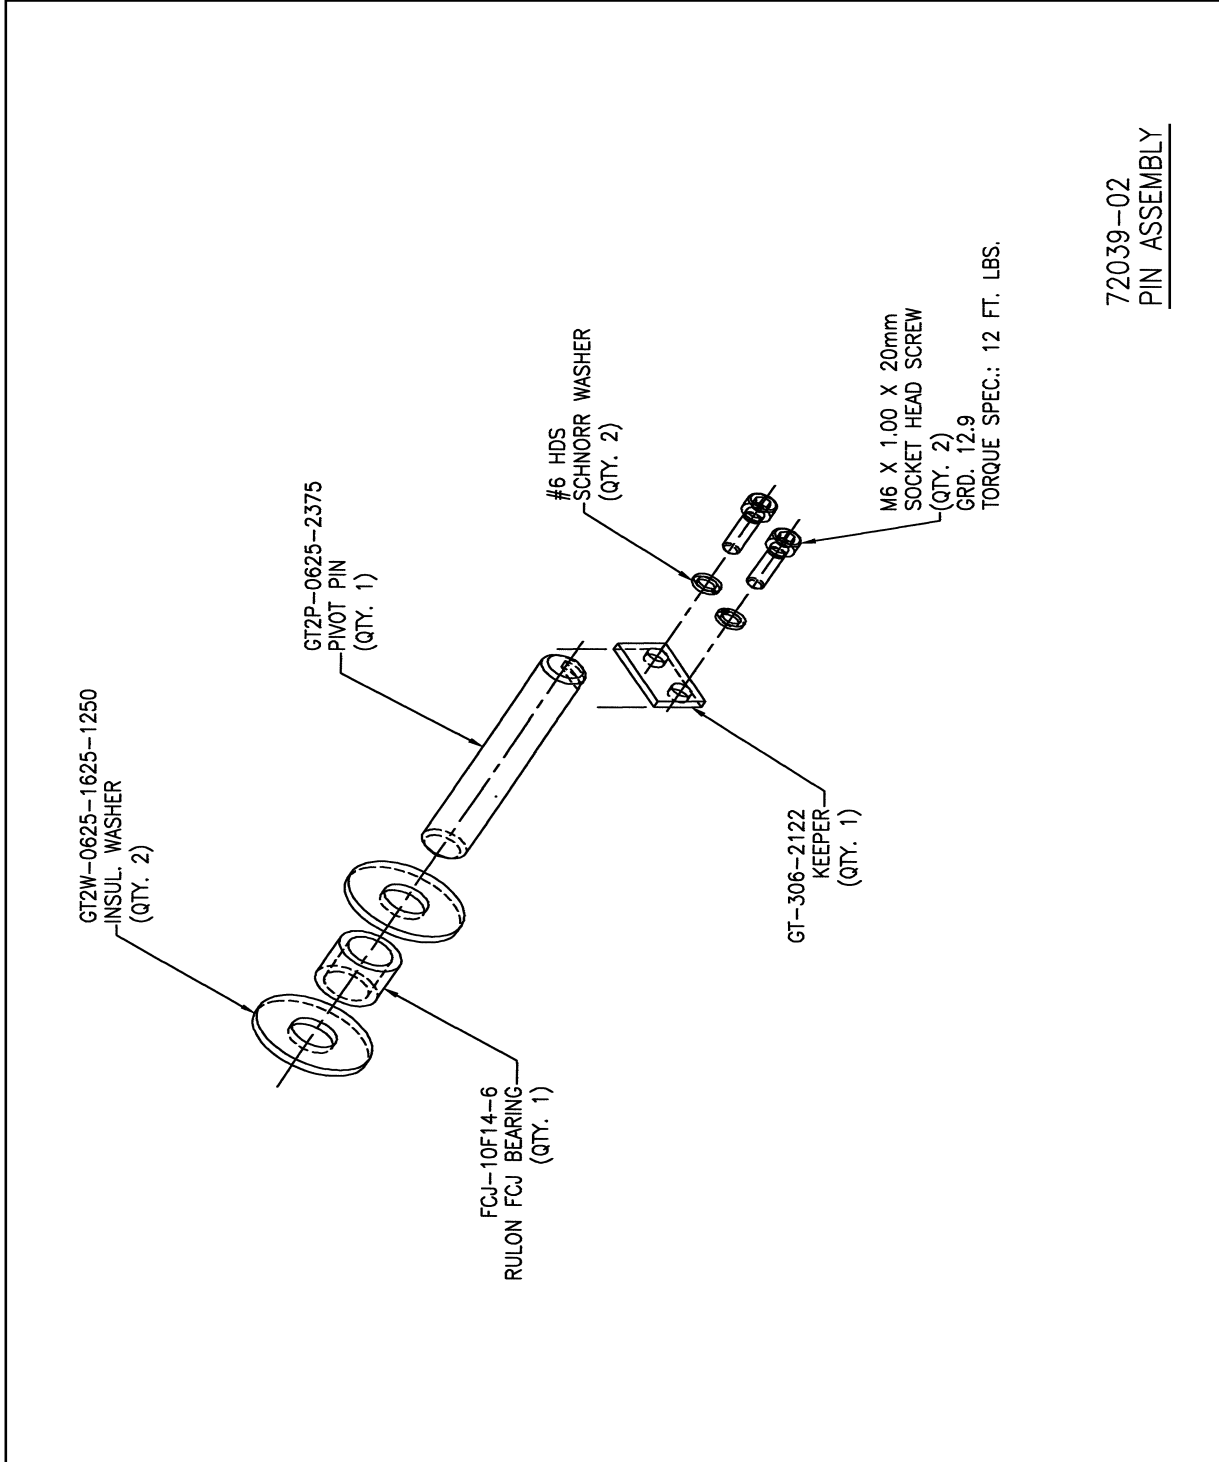 GT2W-0625-1625-1250
INSUL. WASHER
(QTY. 2)
GT2P-0625-2375
PIVOT PIN
(QTY. 1)
#6 HDS
SCHNORR WASHER
(QTY. 2)
FCJ-10F14-6
RULON FCJ BEARING
(QTY. 1)
GT-306-2122
KEEPER
(QTY. 1)
M6 X 1.00 X 20mm
SOCKET HEAD SCREW
(QTY. 2)
GRD. 12.9
TORQUE SPEC.: 12 FT. LBS.
72039-02
PIN ASSEMBLY